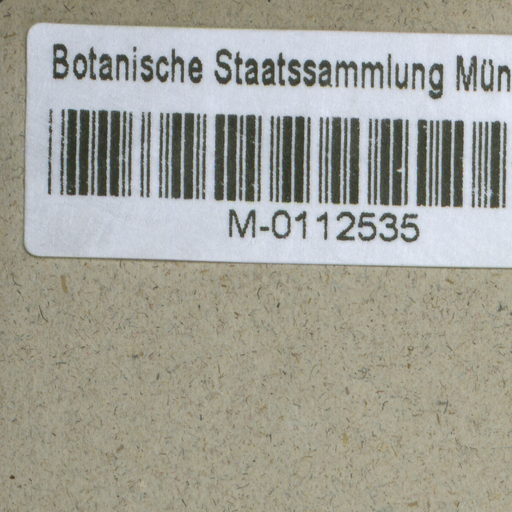 Botanische Staatssammlung Mün
M-0112535